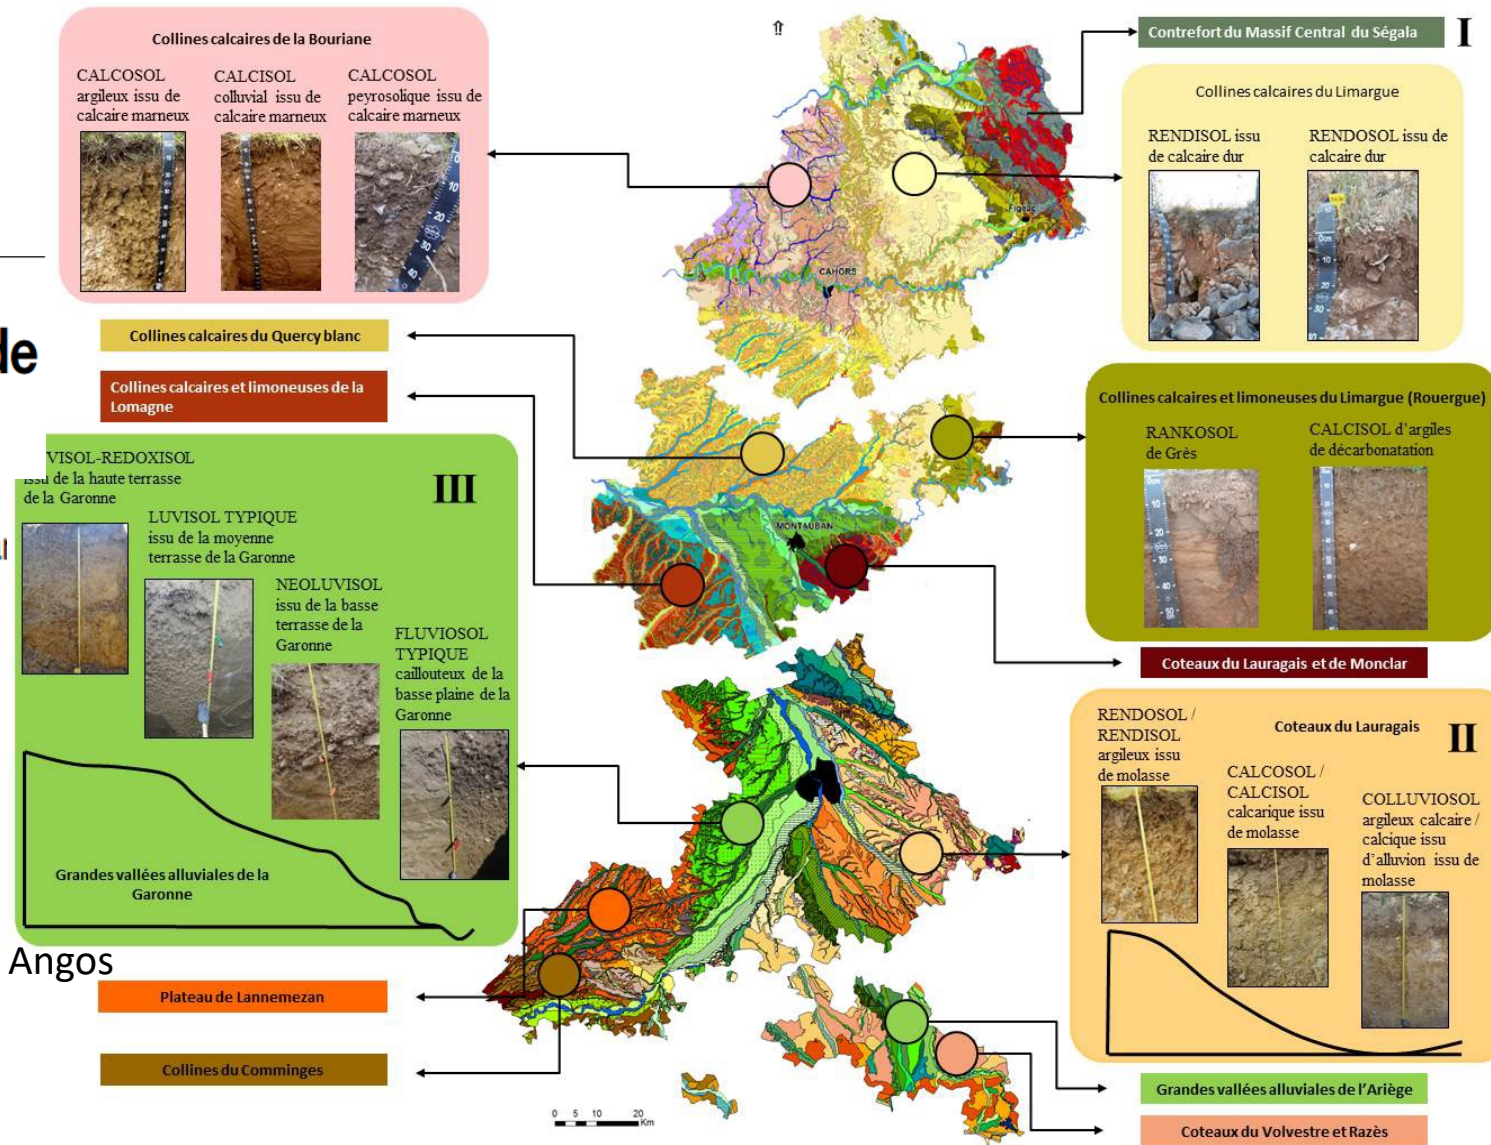 Collines calcaires de la Bouriane
CALCOSOL
argileux issu de
calcaire marneux
CALCISOL
colluvial issu de
calcaire marneux
CALCOSOL
peyrosolique issu de
calcaire marneux
Contrefort du Massif Central du Ségala
I
Collines calcaires du Limargue
RENDISOL issu
de calcaire dur
RENDOSOL issu de
calcaire dur
Figeac
CAHORS
de
Collines calcaires du Quercy blanc
Collines calcaires et limoneuses de la
Lomagne
Collines calcaires et limoneuses du Limargue (Rouergue)
RANKOSOL
de Grès
CALCISOL d'argiles
de décarbonatation
MONTAUBAN
Coteaux du Lauragais et de Monclar
VISOL-REDOXISOL
issu de la haute terrasse
de la Garonne
III
LUVISOL TYPIQUE
issu de la moyenne
terrasse de la Garonne
NEOLUVISOL
issu de la basse
terrasse de la
Garonne
FLUVIOSOL
TYPIQUE
caillouteux de la
basse plaine de la
Garonne
Grandes vallées alluviales de la
Garonne
RENDOSOL /
RENDISOL
argileux issu
de molasse
Coteaux du Lauragais
II
CALCOSOL /
CALCISOL
calcarique issu
de molasse
COLLUVIOSOL
argileux calcaire /
calcique issu
d'alluvion issu de
molasse
Angos
Plateau de Lannemezan
Collines du Comminges
Grandes vallées alluviales de l'Ariège
Coteaux du Volvestre et Razès
0 5 10 20
Km